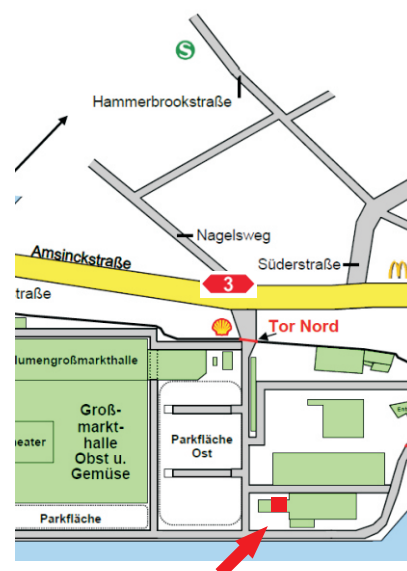 S
Hammerbrookstraße
Nagelsweg
Amsinckstraße
Süderstraße
3
traße
Tor Nord
lumengroßmarkthalle
Groß-
markt-
halle
Obst u.
Gemüse
eater
Parkfläche
Ost
Parkfläche